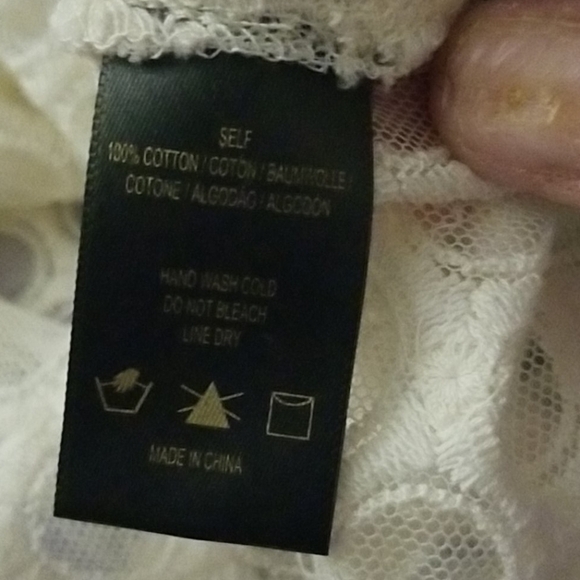 SELF
100% COTTON / COTON / BAUMWOLLE /
COTONE / ALGODÃO / ALGODON
HAND WASH COLD
DO NOT BLEACH
LINE DRY
MADE IN CHINA